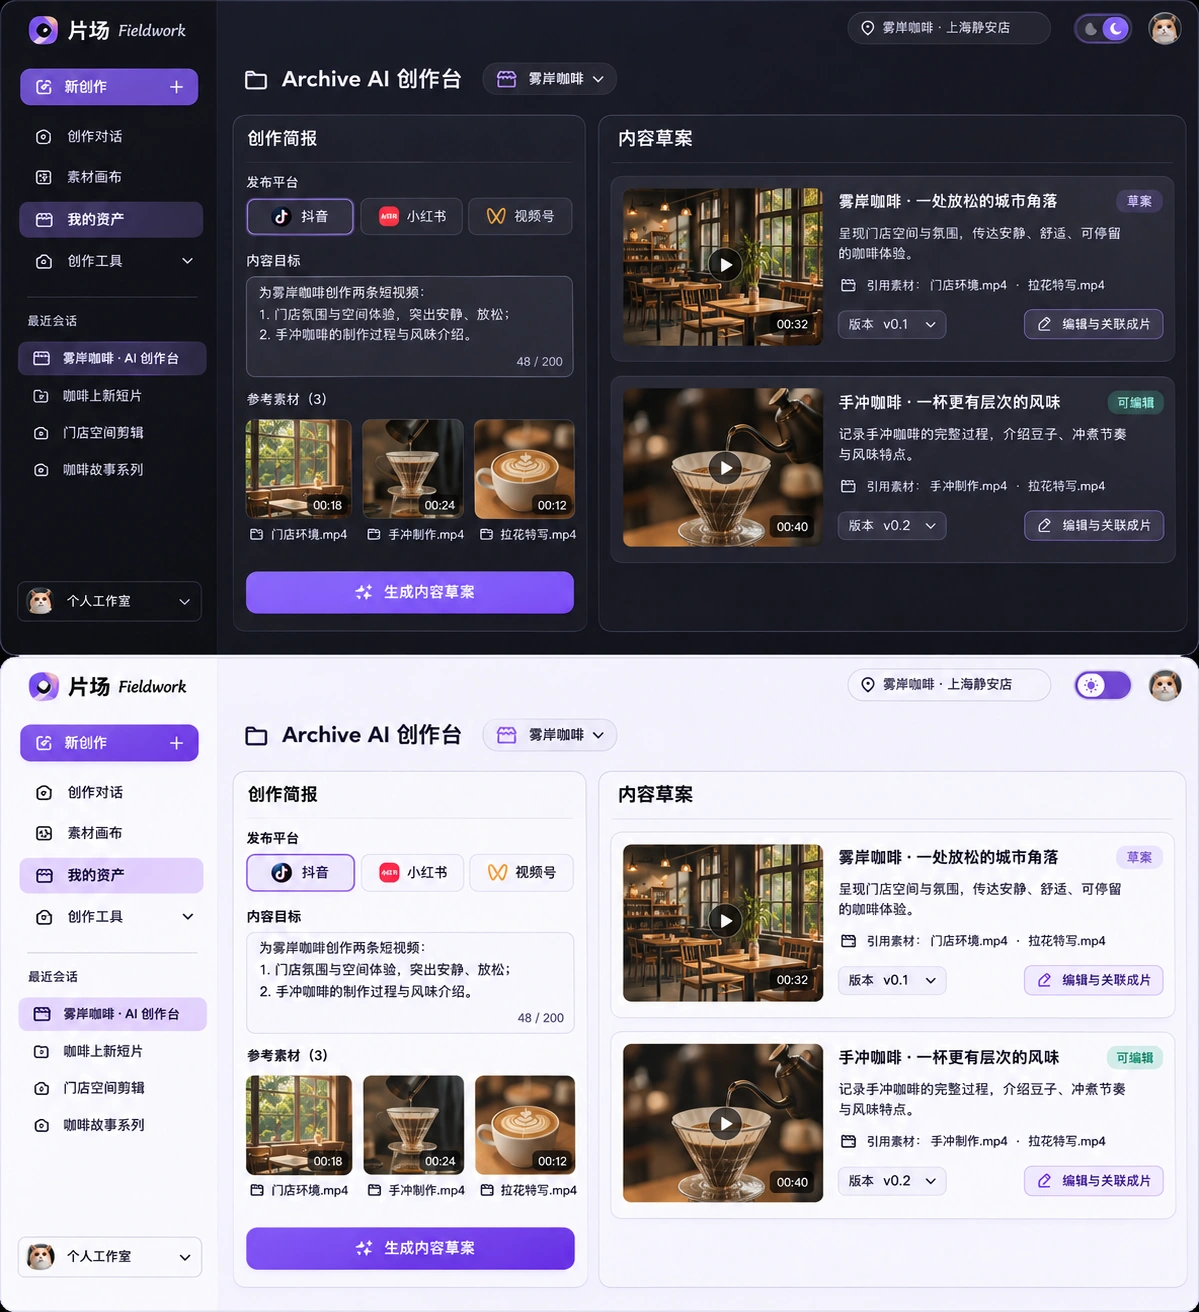 片场 Fieldwork
雾岸咖啡 · 上海静安店
新创作
创作对话
素材画布
我的资产
创作工具
最近会话
雾岸咖啡 · AI 创作台
咖啡上新短片
门店空间剪辑
咖啡故事系列
个人工作室
Archive AI 创作台
雾岸咖啡
创作简报
发布平台
抖音
小红书
视频号
内容目标
为雾岸咖啡创作两条短视频：
1. 门店氛围与空间体验，突出安静、放松；
2. 手冲咖啡的制作过程与风味介绍。
48 / 200
参考素材（3）
00:18
00:24
00:12
门店环境.mp4
手冲制作.mp4
拉花特写.mp4
生成内容草案
内容草案
00:32
雾岸咖啡 · 一处放松的城市角落
草案
呈现门店空间与氛围，传达安静、舒适、可停留
的咖啡体验。
引用素材： 门店环境.mp4 · 拉花特写.mp4
版本 v0.1
编辑与关联成片
00:40
手冲咖啡 · 一杯更有层次的风味
可编辑
记录手冲咖啡的完整过程，介绍豆子、冲煮节奏
与风味特点。
引用素材： 手冲制作.mp4 · 拉花特写.mp4
版本 v0.2
编辑与关联成片
片场 Fieldwork
雾岸咖啡 · 上海静安店
新创作
创作对话
素材画布
我的资产
创作工具
最近会话
雾岸咖啡 · AI 创作台
咖啡上新短片
门店空间剪辑
咖啡故事系列
个人工作室
Archive AI 创作台
雾岸咖啡
创作简报
发布平台
抖音
小红书
视频号
内容目标
为雾岸咖啡创作两条短视频：
1. 门店氛围与空间体验，突出安静、放松；
2. 手冲咖啡的制作过程与风味介绍。
48 / 200
参考素材（3）
00:18
00:24
00:12
门店环境.mp4
手冲制作.mp4
拉花特写.mp4
生成内容草案
内容草案
00:32
雾岸咖啡 · 一处放松的城市角落
草案
呈现门店空间与氛围，传达安静、舒适、可停留
的咖啡体验。
引用素材： 门店环境.mp4 · 拉花特写.mp4
版本 v0.1
编辑与关联成片
00:40
手冲咖啡 · 一杯更有层次的风味
可编辑
记录手冲咖啡的完整过程，介绍豆子、冲煮节奏
与风味特点。
引用素材： 手冲制作.mp4 · 拉花特写.mp4
版本 v0.2
编辑与关联成片